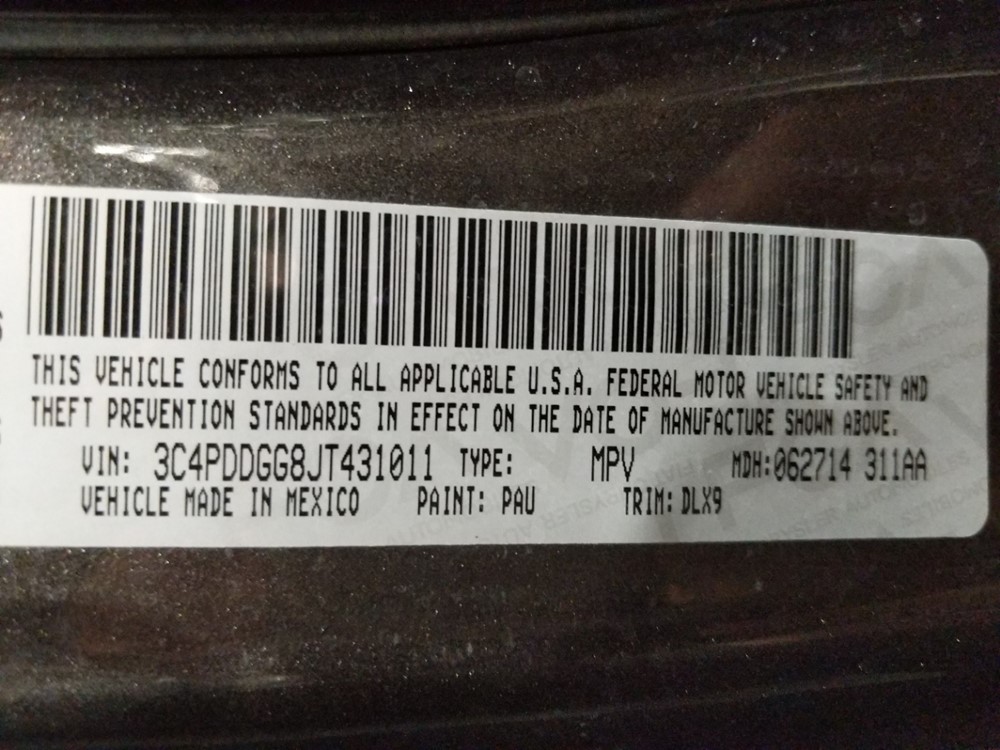 THIS VEHICLE CONFORMS TO ALL APPLICABLE U.S.A. FEDERAL MOTOR VEHICLE SAFETY AND
THEFT PREVENTION STANDARDS IN EFFECT ON THE DATE OF MANUFACTURE SHOWN ABOVE.
VIN: 3C4PDDGG8JT431011 TYPE: MPV MDH:062714 311AA
VEHICLE MADE IN MEXICO PAINT: PAU TRIM: DLX9